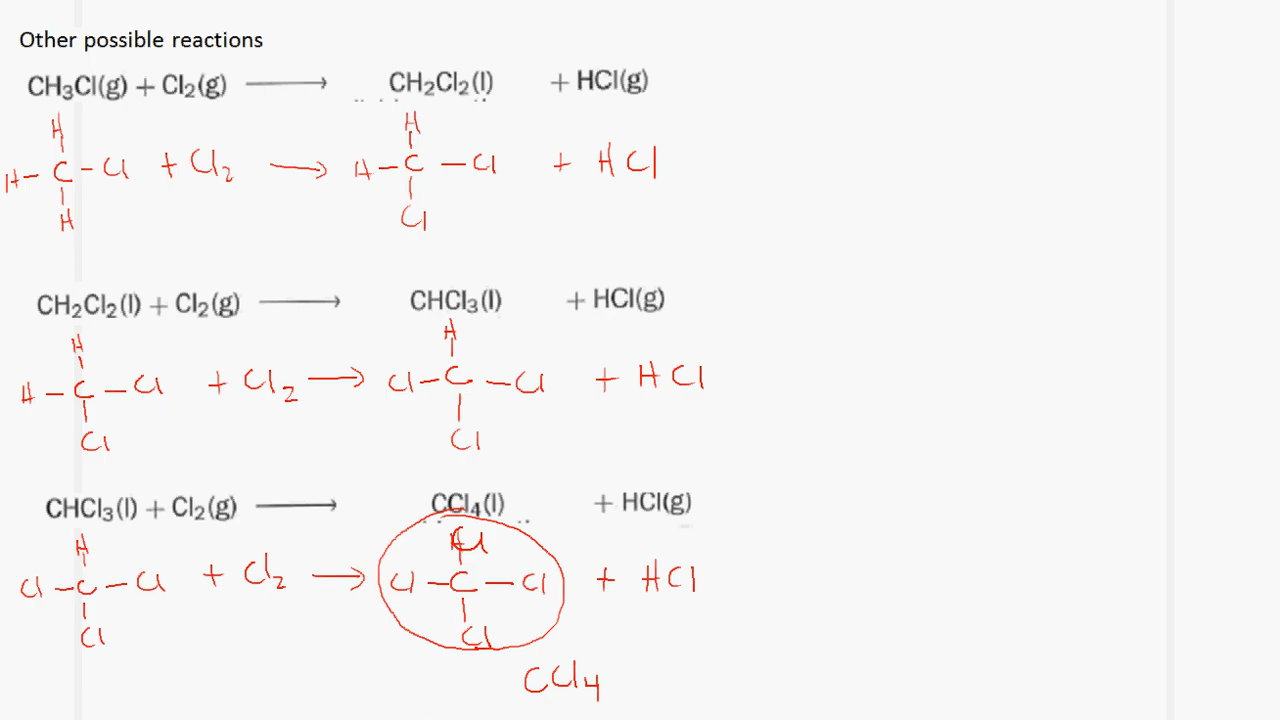 Other possible reactions
CH₃Cl(g) + Cl₂(g) ⟶ CH₂Cl₂(l) + HCl(g)
H H
H–C–Cl + Cl₂ ⟶ H–C–Cl + HCl
H Cl
CH₂Cl₂(l) + Cl₂(g) ⟶ CHCl₃(l) + HCl(g)
H H
H–C–Cl + Cl₂ ⟶ Cl–C–Cl + HCl
Cl Cl
CHCl₃(l) + Cl₂(g) ⟶ CCl₄(l) + HCl(g)
H Cl
Cl–C–Cl + Cl₂ ⟶ Cl–C–Cl + HCl
Cl Cl
CCl₄